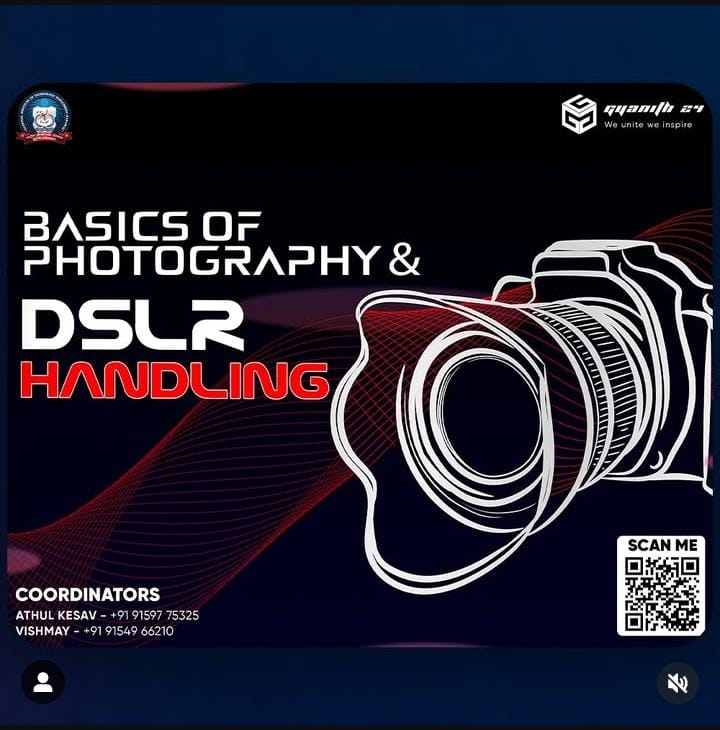 gyanith 24
We unite we inspire
BASICS OF
PHOTOGRAPHY &
DSLR
HANDLING
SCAN ME
COORDINATORS
ATHUL KESAV - +91 91597 75325
VISHMAY - +91 91549 66210